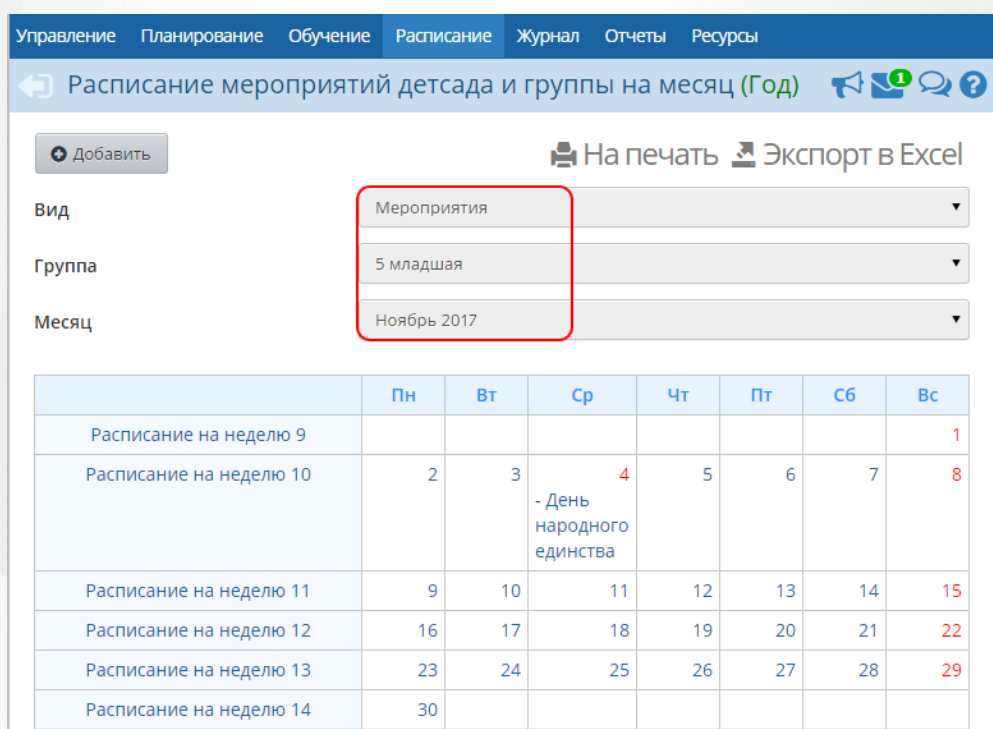 Управление Планирование Обучение Расписание Журнал Отчеты Ресурсы
Расписание мероприятий детсада и группы на месяц (Год) 1 ?
Добавить На печать Экспорт в Excel
Вид Мероприятия
Группа 5 младшая
Месяц Ноябрь 2017
Пн Вт Ср Чт Пт Сб Вс
Расписание на неделю 9 1
Расписание на неделю 10 2 3 4 5 6 7 8
- День
народного
единства
Расписание на неделю 11 9 10 11 12 13 14 15
Расписание на неделю 12 16 17 18 19 20 21 22
Расписание на неделю 13 23 24 25 26 27 28 29
Расписание на неделю 14 30